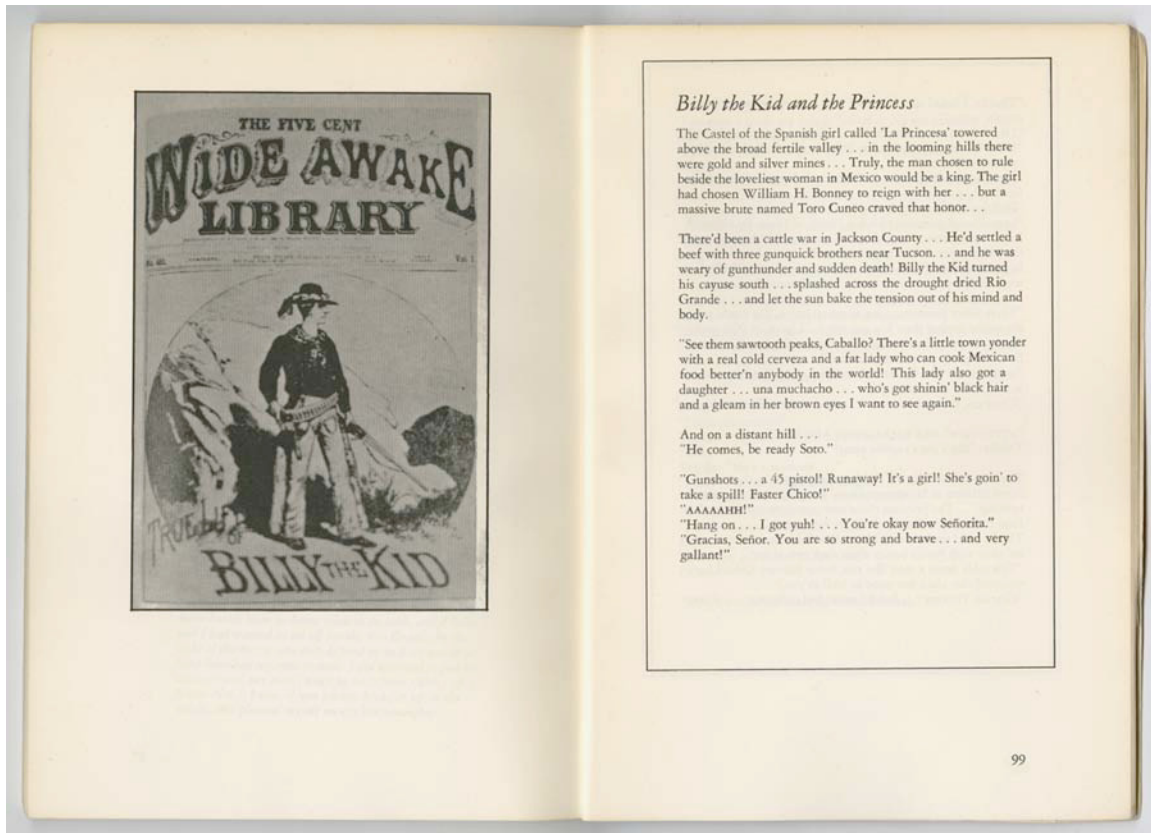 THE FIVE CENT
WIDE AWAKE
LIBRARY
Vol. I.
TRUE LIFE
OF
BILLY THE KID
Billy the Kid and the Princess
The Castel of the Spanish girl called 'La Princesa' towered
above the broad fertile valley . . . in the looming hills there
were gold and silver mines . . . Truly, the man chosen to rule
beside the loveliest woman in Mexico would be a king. The girl
had chosen William H. Bonney to reign with her . . . but a
massive brute named Toro Cuneo craved that honor. . .
There'd been a cattle war in Jackson County . . . He'd settled a
beef with three gunquick brothers near Tucson. . . and he was
weary of gunthunder and sudden death! Billy the Kid turned
his cayuse south . . . splashed across the drought dried Rio
Grande . . . and let the sun bake the tension out of his mind and
body.
"See them sawtooth peaks, Caballo? There's a little town yonder
with a real cold cerveza and a fat lady who can cook Mexican
food better'n anybody in the world! This lady also got a
daughter . . . una muchacho . . . who's got shinin' black hair
and a gleam in her brown eyes I want to see again."
And on a distant hill . . .
"He comes, be ready Soto."
"Gunshots . . . a 45 pistol! Runaway! It's a girl! She's goin' to
take a spill! Faster Chico!"
"AAAAAHH!"
"Hang on . . . I got yuh! . . . You're okay now Señorita."
"Gracias, Señor. You are so strong and brave . . . and very
gallant!"
99